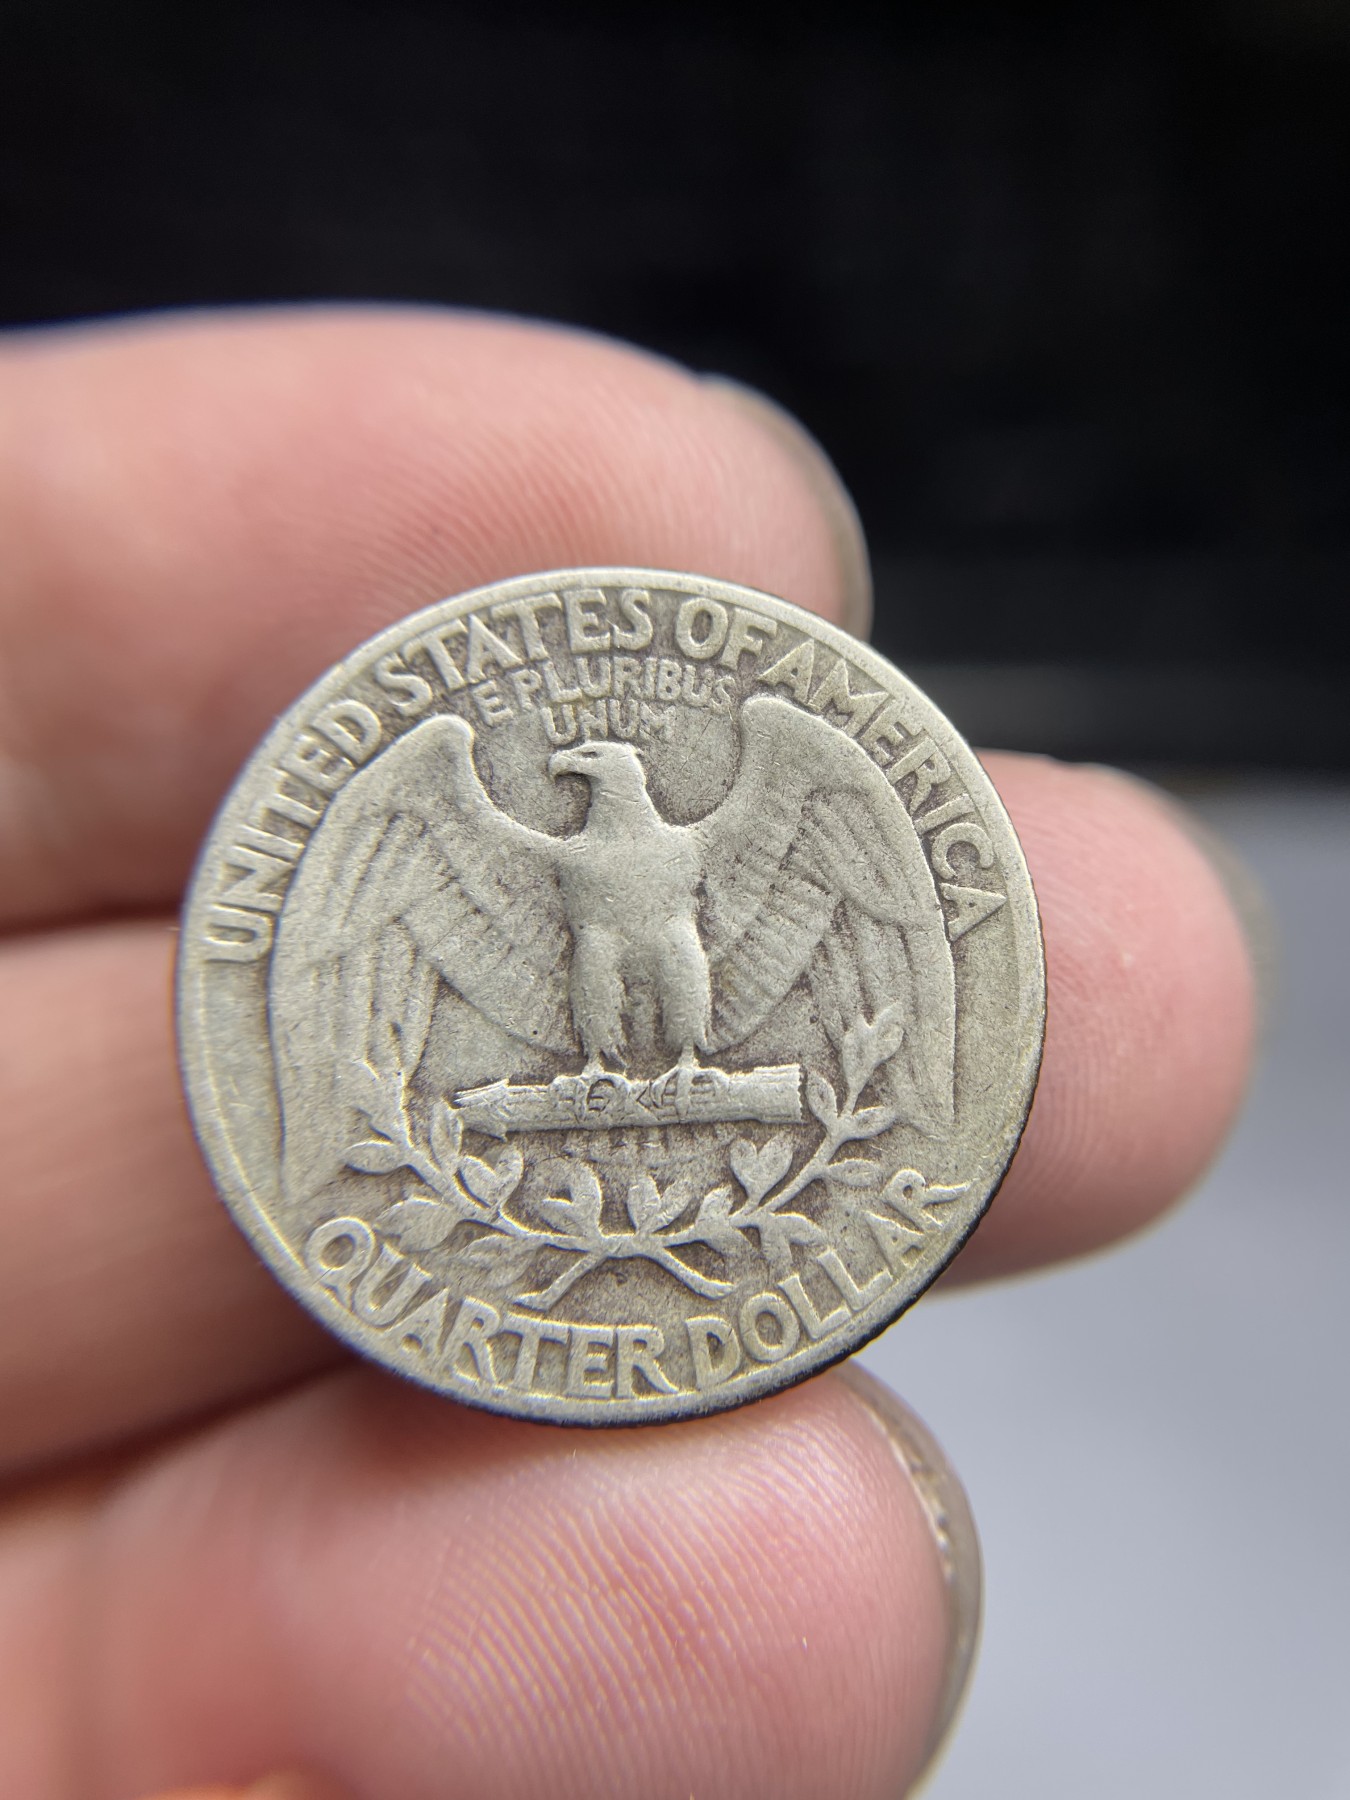 UNITED STATES OF AMERICA
E PLURIBUS
UNUM
QUARTER DOLLAR